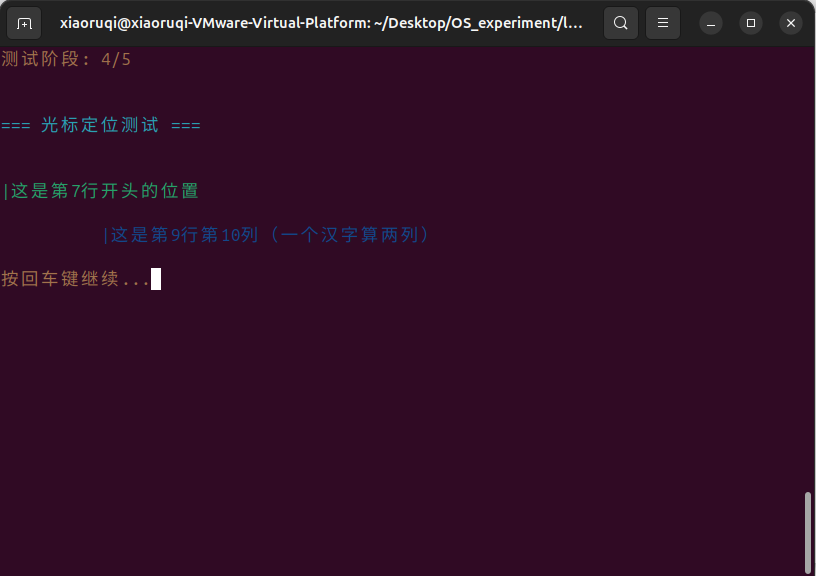 xiaoruqi@xiaoruqi-VMware-Virtual-Platform: ~/Desktop/OS_experiment/l...
测试阶段: 4/5
=== 光标定位测试 ===
|这是第7行开头的位置
|这是第9行第10列（一个汉字算两列）
按回车键继续...